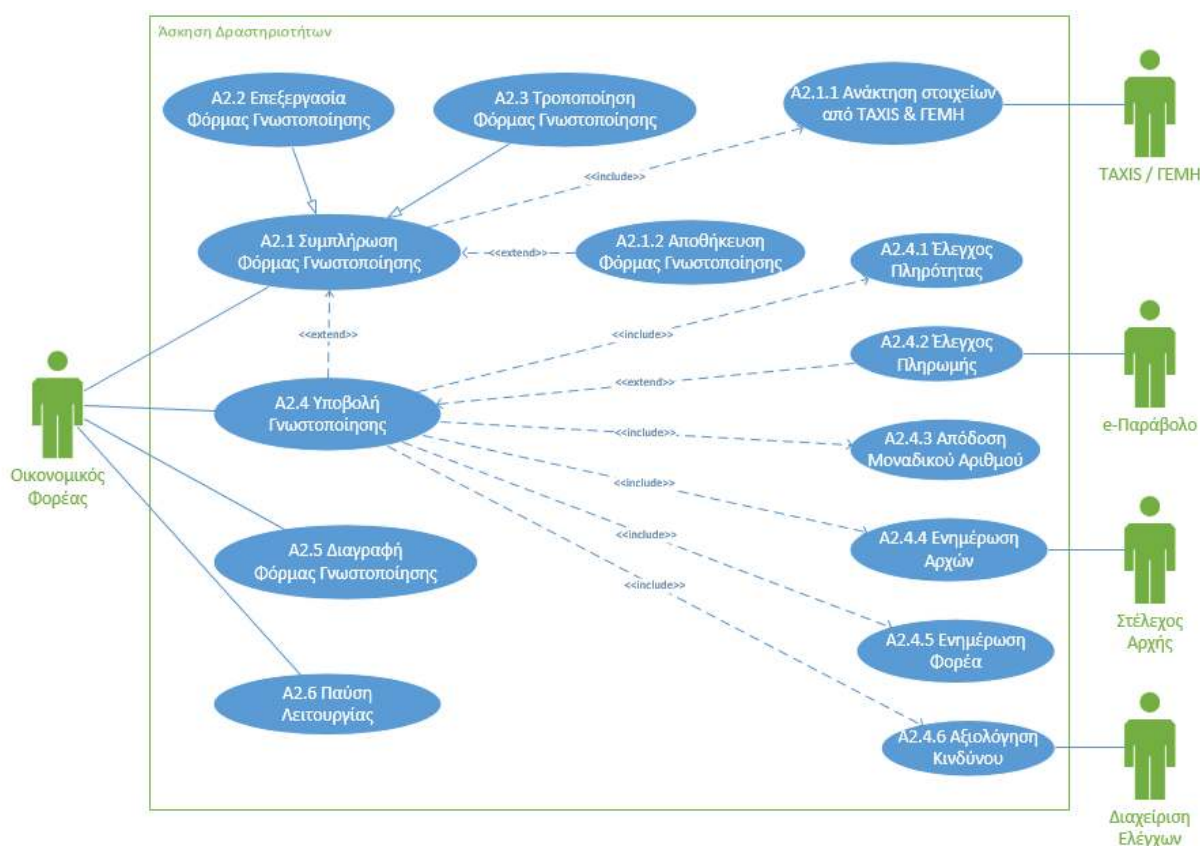 Άσκηση Δραστηριοτήτων
Α2.2 Επεξεργασία
Φόρμας Γνωστοποίησης
Α2.3 Τροποποίηση
Φόρμας Γνωστοποίησης
Α2.1.1 Ανάκτηση στοιχείων
από TAXIS & ΓΕΜΗ
TAXIS / ΓΕΜΗ
<<include>>
Α2.1 Συμπλήρωση
Φόρμας Γνωστοποίησης
<<extend>>
Α2.1.2 Αποθήκευση
Φόρμας Γνωστοποίησης
Α2.4.1 Έλεγχος
Πληρότητας
<<extend>>
<<include>>
Α2.4.2 Έλεγχος
Πληρωμής
e-Παράβολο
<<extend>>
Α2.4 Υποβολή
Γνωστοποίησης
<<include>>
Α2.4.3 Απόδοση
Μοναδικού Αριθμού
Οικονομικός
Φορέας
<<include>>
Α2.4.4 Ενημέρωση
Αρχών
Στέλεχος
Αρχής
<<include>>
Α2.5 Διαγραφή
Φόρμας Γνωστοποίησης
<<include>>
Α2.4.5 Ενημέρωση
Φορέα
Α2.6 Παύση
Λειτουργίας
Α2.4.6 Αξιολόγηση
Κινδύνου
Διαχείριση
Ελέγχων